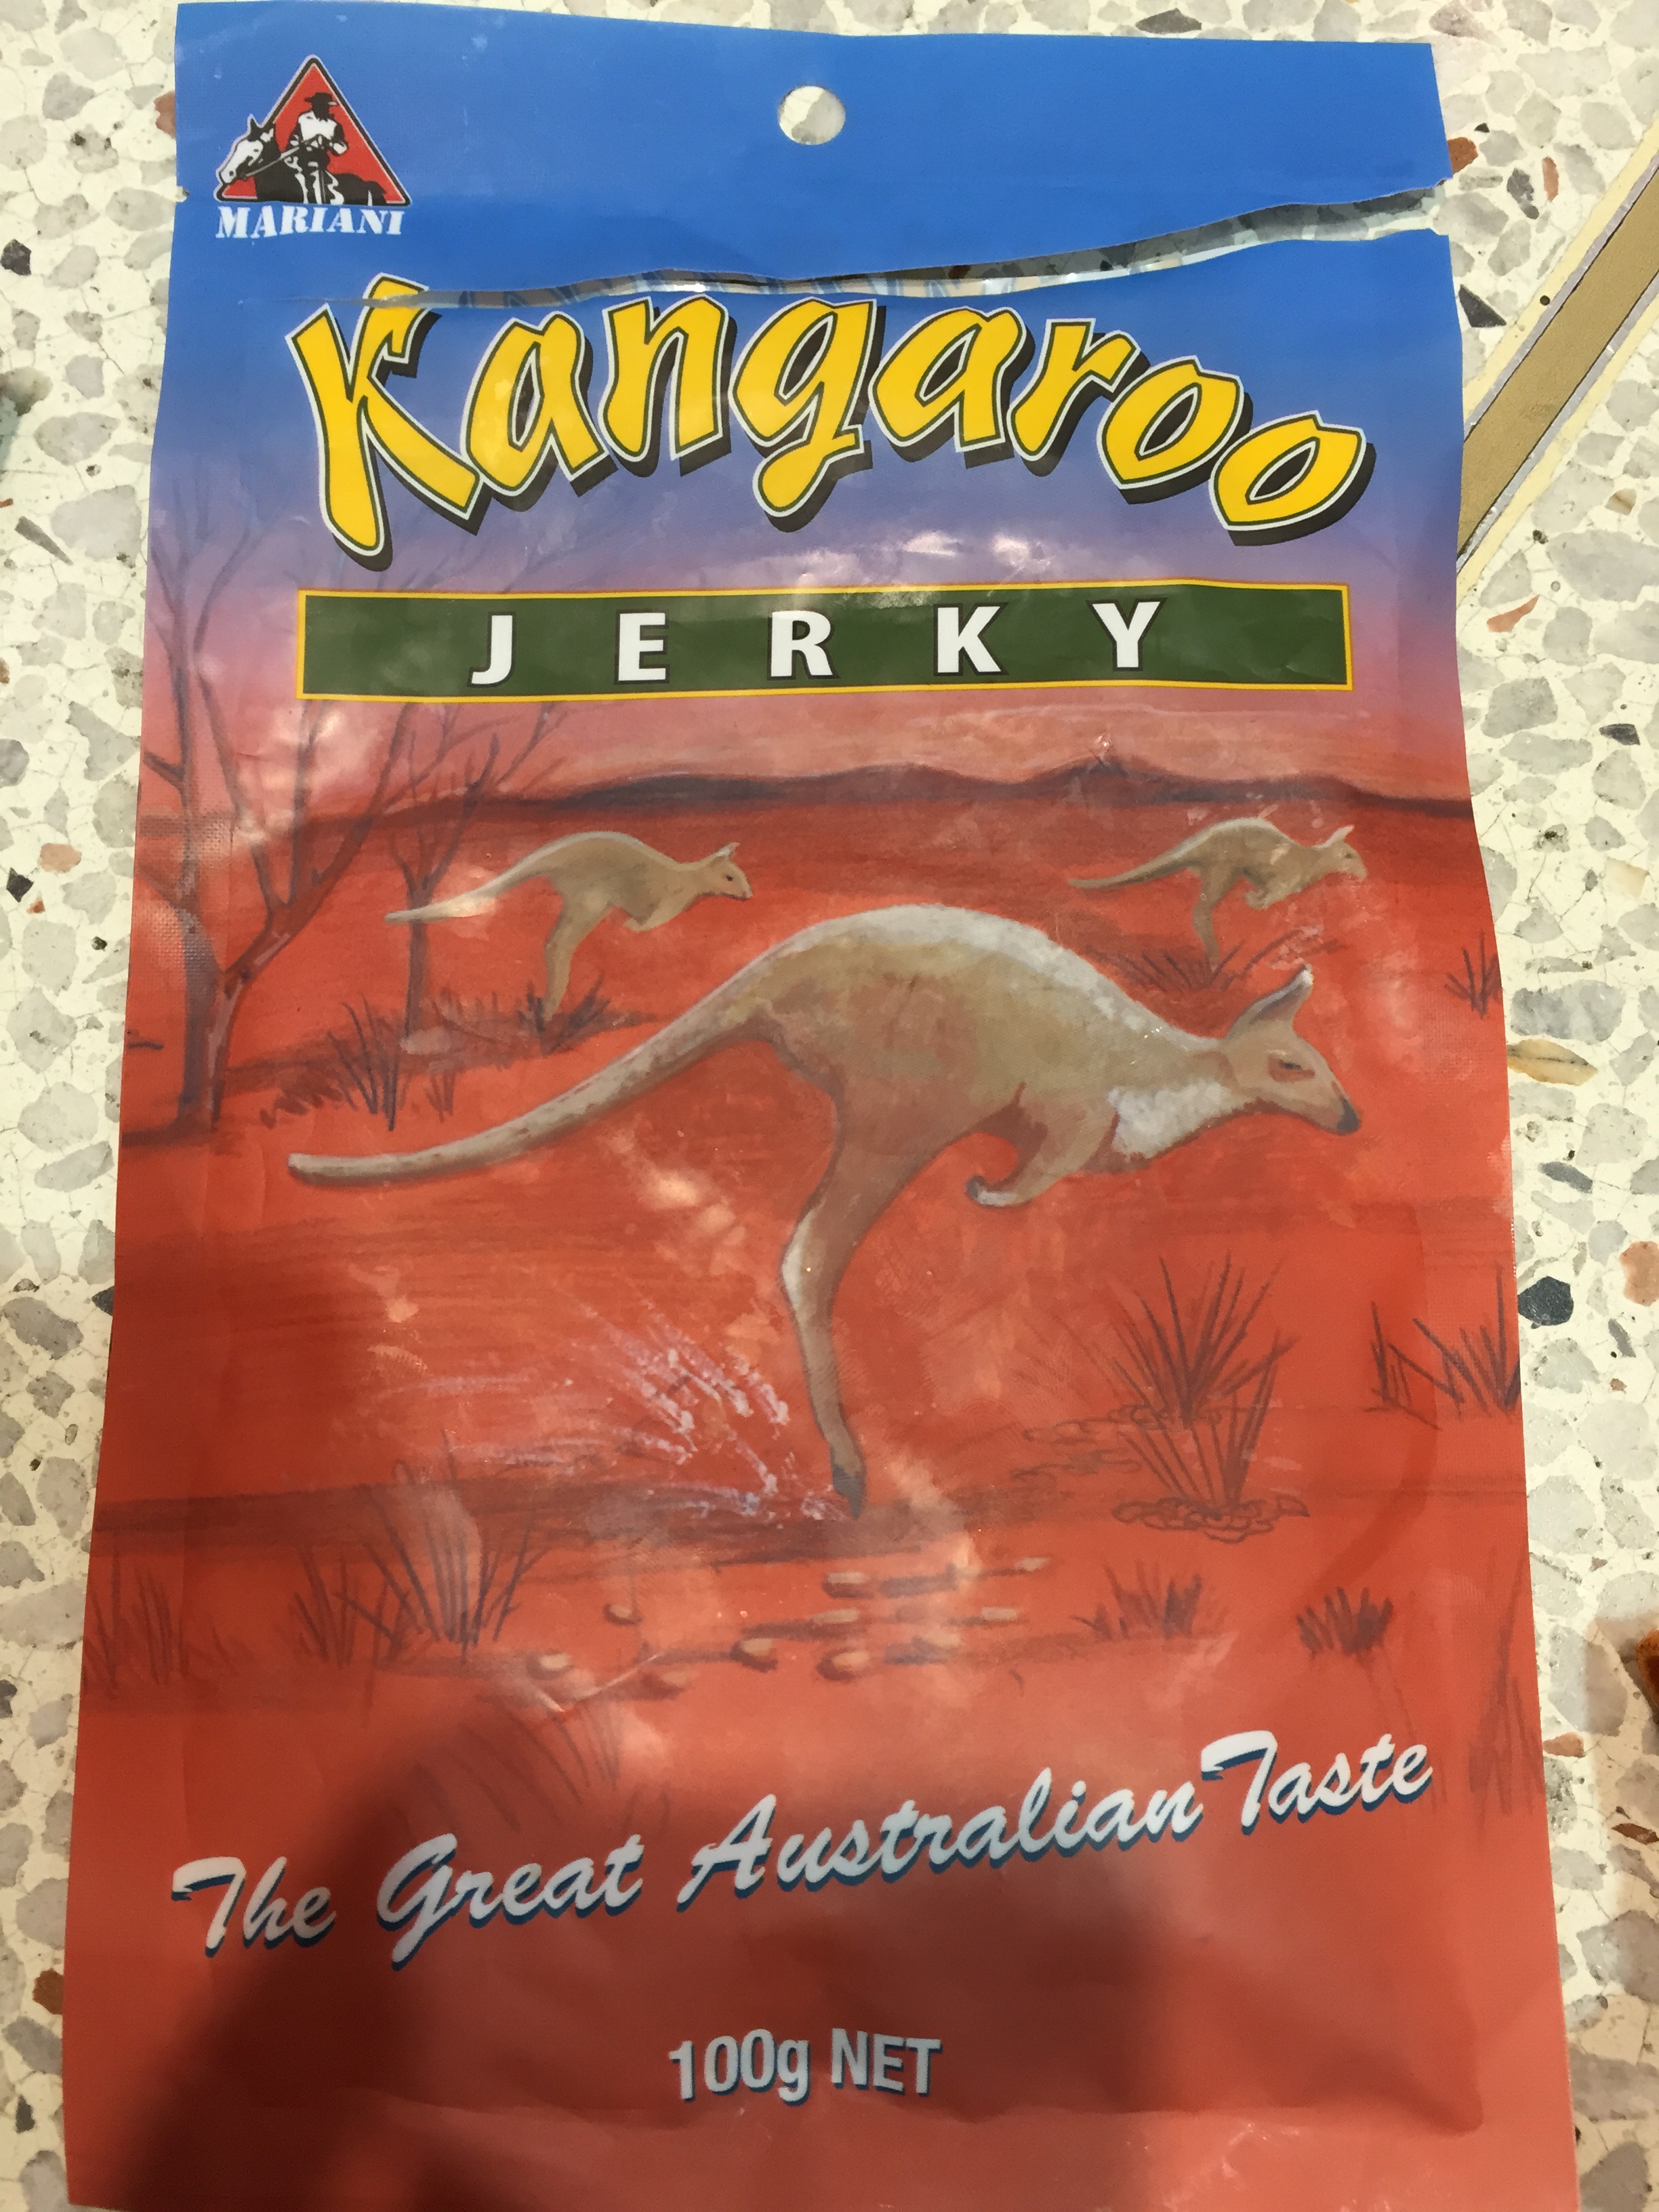 MARIANI
Kangaroo
JERKY
The Great Australian Taste
100g NET